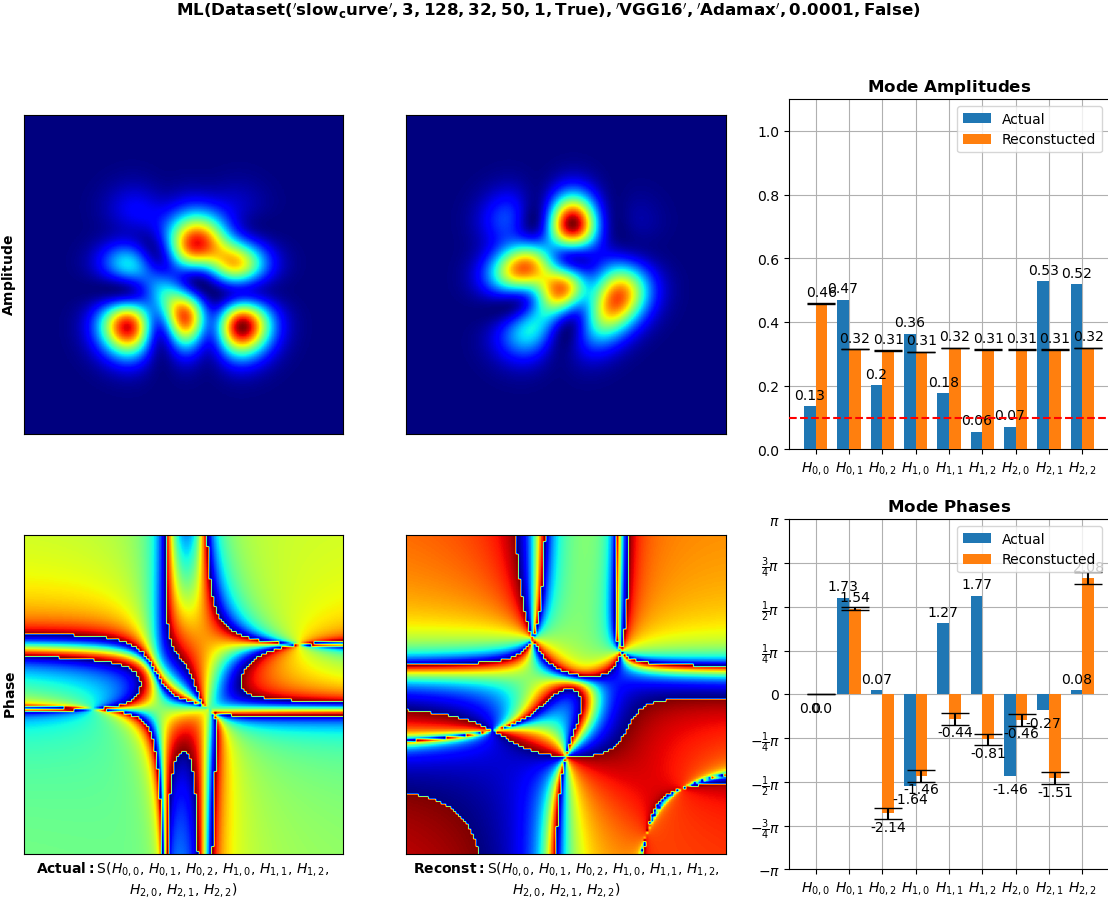 ML(Dataset('slow_curve', 3, 128, 32, 50, 1, True), 'VGG16', 'Adamax', 0.0001, False)
Amplitude
Mode Amplitudes
Actual
Reconstucted
1.0
0.8
0.6
0.4
0.2
0.0
0.13
0.46
0.47
0.32
0.2
0.31
0.36
0.31
0.18
0.32
0.06
0.31
0.07
0.31
0.53
0.31
0.52
0.32
H0,0 H0,1 H0,2 H1,0 H1,1 H1,2 H2,0 H2,1 H2,2
Phase
Mode Phases
Actual
Reconstucted
π
3/4π
1/2π
1/4π
0
−1/4π
−1/2π
−3/4π
−π
0.0
0.0
1.73
1.54
0.07
-2.14
-1.64
-1.46
1.27
-0.44
1.77
-0.81
-1.46
-0.46
-0.27
-1.51
0.08
H0,0 H0,1 H0,2 H1,0 H1,1 H1,2 H2,0 H2,1 H2,2
Actual: S(H0,0, H0,1, H0,2, H1,0, H1,1, H1,2,
H2,0, H2,1, H2,2)
Reconst: S(H0,0, H0,1, H0,2, H1,0, H1,1, H1,2,
H2,0, H2,1, H2,2)